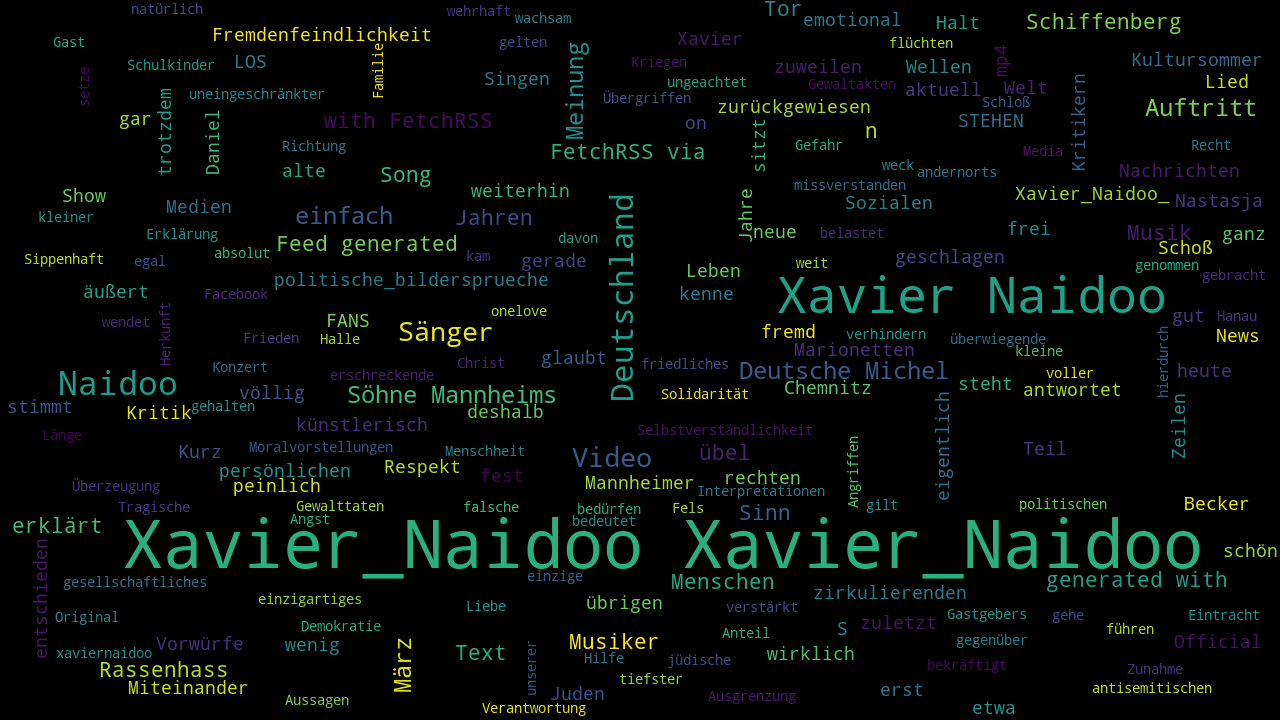 natürlich
wehrhaft
wachsam
Tor
emotional
Halt
Schiffenberg
Gast
Fremdenfeindlichkeit
Familie
gelten
Xavier
flüchten
Kultursommer
setze
Schulkinder
LOS
Singen
Meinung
Kriegen
ungeachtet
zuweilen
Gewaltakten
Wellen
aktuell
mp4
Welt
Lied
uneingeschränkter
Übergriffen
zurückgewiesen
Schloß
Kritikern
Auftritt
gar
trotzdem
Daniel
with FetchRSS
on
n
STEHEN
Richtung
FetchRSS via
sitzt
Gefahr
Media
Recht
alte
Song
weck
andernorts
Nachrichten
Show
weiterhin
missverstanden
Xavier_Naidoo_
Nastasja
kleiner
Medien
einfach
Jahren
Deutschland
Jahre
Sozialen
Erklärung
Feed generated
davon
neue
belastet
frei
Musik
ganz
Sippenhaft
egal
absolut
kam
gerade
Leben
weit
geschlagen
Schoß
genommen
gebracht
äußert
politische_bildersprueche
kenne
Xavier Naidoo
Facebook
wendet
Herkunft
FANS
onelove
gut
Hanau
Frieden
Halle
Sänger
fremd
verhindern
überwiegende
News
Konzert
Christ
glaubt
friedliches
Marionetten
kleine
hierdurch
Naidoo
erschreckende
Deutsche Michel
voller
heute
stimmt
Kritik
gehalten
völlig
Söhne Mannheims
deshalb
Solidarität
Chemnitz
steht
antwortet
Länge
künstlerisch
Selbstverständlichkeit
eigentlich
Zeilen
Kurz
Moralvorstellungen
Menschheit
Video
übel
Angriffen
Teil
Überzeugung
persönlichen
peinlich
Respekt
fest
Mannheimer
rechten
Interpretationen
Tragische
Gewalttaten
falsche
bedürfen
Fels
Sinn
gilt
politischen
Becker
erklärt
Angst
bedeutet
Xavier_Naidoo Xavier_Naidoo
schön
entschieden
gesellschaftliches
einzige
Menschen
zirkulierenden
generated with
einzigartiges
Liebe
übrigen
verstärkt
Original
Demokratie
Anteil
S
zuletzt
Gastgebers
gehe
Eintracht
xaviernaidoo
Vorwürfe
wenig
März
Text
unserer
Musiker
Hilfe
jüdische
wirklich
gegenüber
führen
Official
Rassenhass
Miteinander
tiefster
bekräftigt
Zunahme
Aussagen
Juden
Verantwortung
Ausgrenzung
erst
etwa
antisemitischen